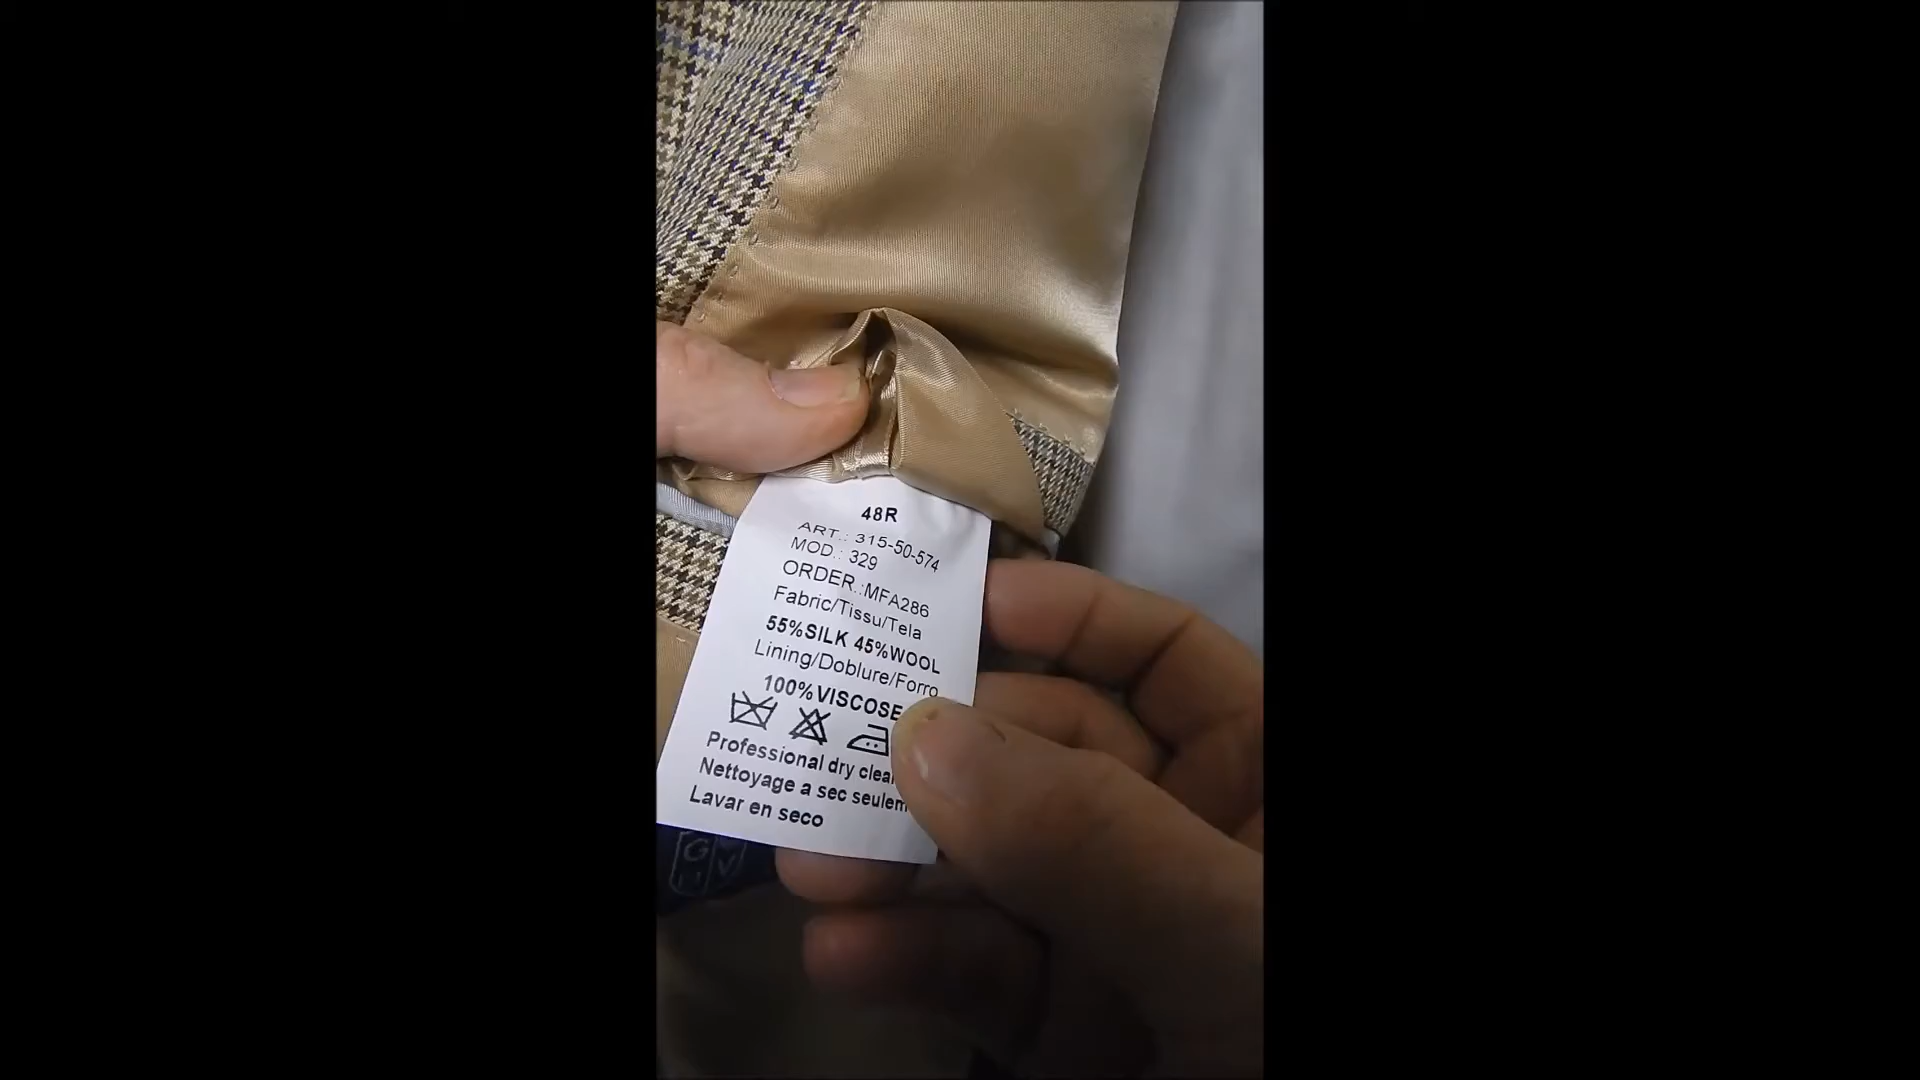 48R
ART.: 315-50-574
MOD.: 329
ORDER.:MFA286
Fabric/Tissu/Tela
55%SILK 45%WOOL
Lining/Doblure/Forro
100%VISCOSE
Professional dry clea
Nettoyage a sec seulem
Lavar en seco